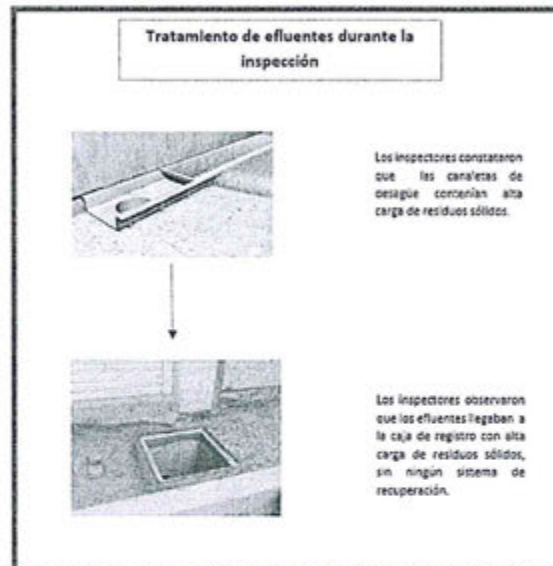 Tratamiento de efluentes durante la
inspección
Los inspectores constataron
que las canaletas de
desagüe contenían alta
carga de residuos sólidos.
Los inspectores observaron
que los efluentes llegaban a
la caja de registro con alta
carga de residuos sólidos,
sin ningún sistema de
recuperación.